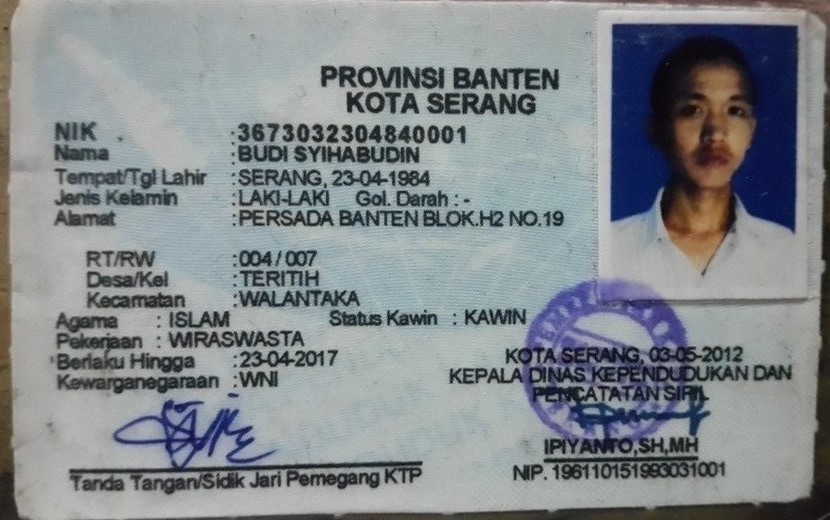 PROVINSI BANTEN
KOTA SERANG
NIK : 3673032304840001
Nama : BUDI SYIHABUDIN
Tempat/Tgl Lahir : SERANG, 23-04-1984
Jenis Kelamin : LAKI-LAKI Gol. Darah : -
Alamat : PERSADA BANTEN BLOK.H2 NO.19
RT/RW : 004 / 007
Desa/Kel : TERITIH
Kecamatan : WALANTAKA
Agama : ISLAM Status Kawin : KAWIN
Pekerjaan : WIRASWASTA
Berlaku Hingga : 23-04-2017
Kewarganegaraan : WNI
KOTA SERANG, 03-05-2012
KEPALA DINAS KEPENDUDUKAN DAN
PENCATATAN SIPIL
IPIYANTO,SH,MH
NIP. 196110151993031001
Tanda Tangan/Sidik Jari Pemegang KTP